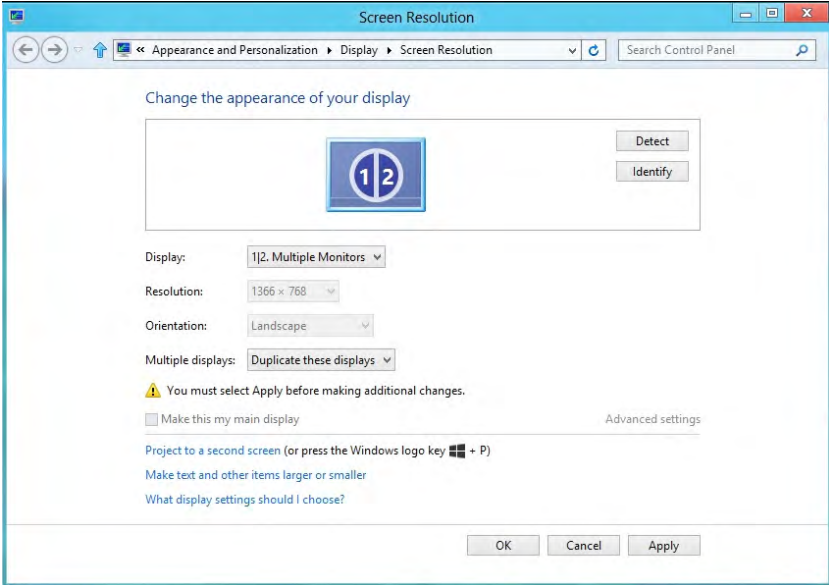 Screen Resolution
« Appearance and Personalization ▸ Display ▸ Screen Resolution
Search Control Panel
Change the appearance of your display
1 2
Detect
Identify
Display: 1|2. Multiple Monitors
Resolution: 1366 × 768
Orientation: Landscape
Multiple displays: Duplicate these displays
You must select Apply before making additional changes.
Make this my main display Advanced settings
Project to a second screen (or press the Windows logo key + P)
Make text and other items larger or smaller
What display settings should I choose?
OK Cancel Apply